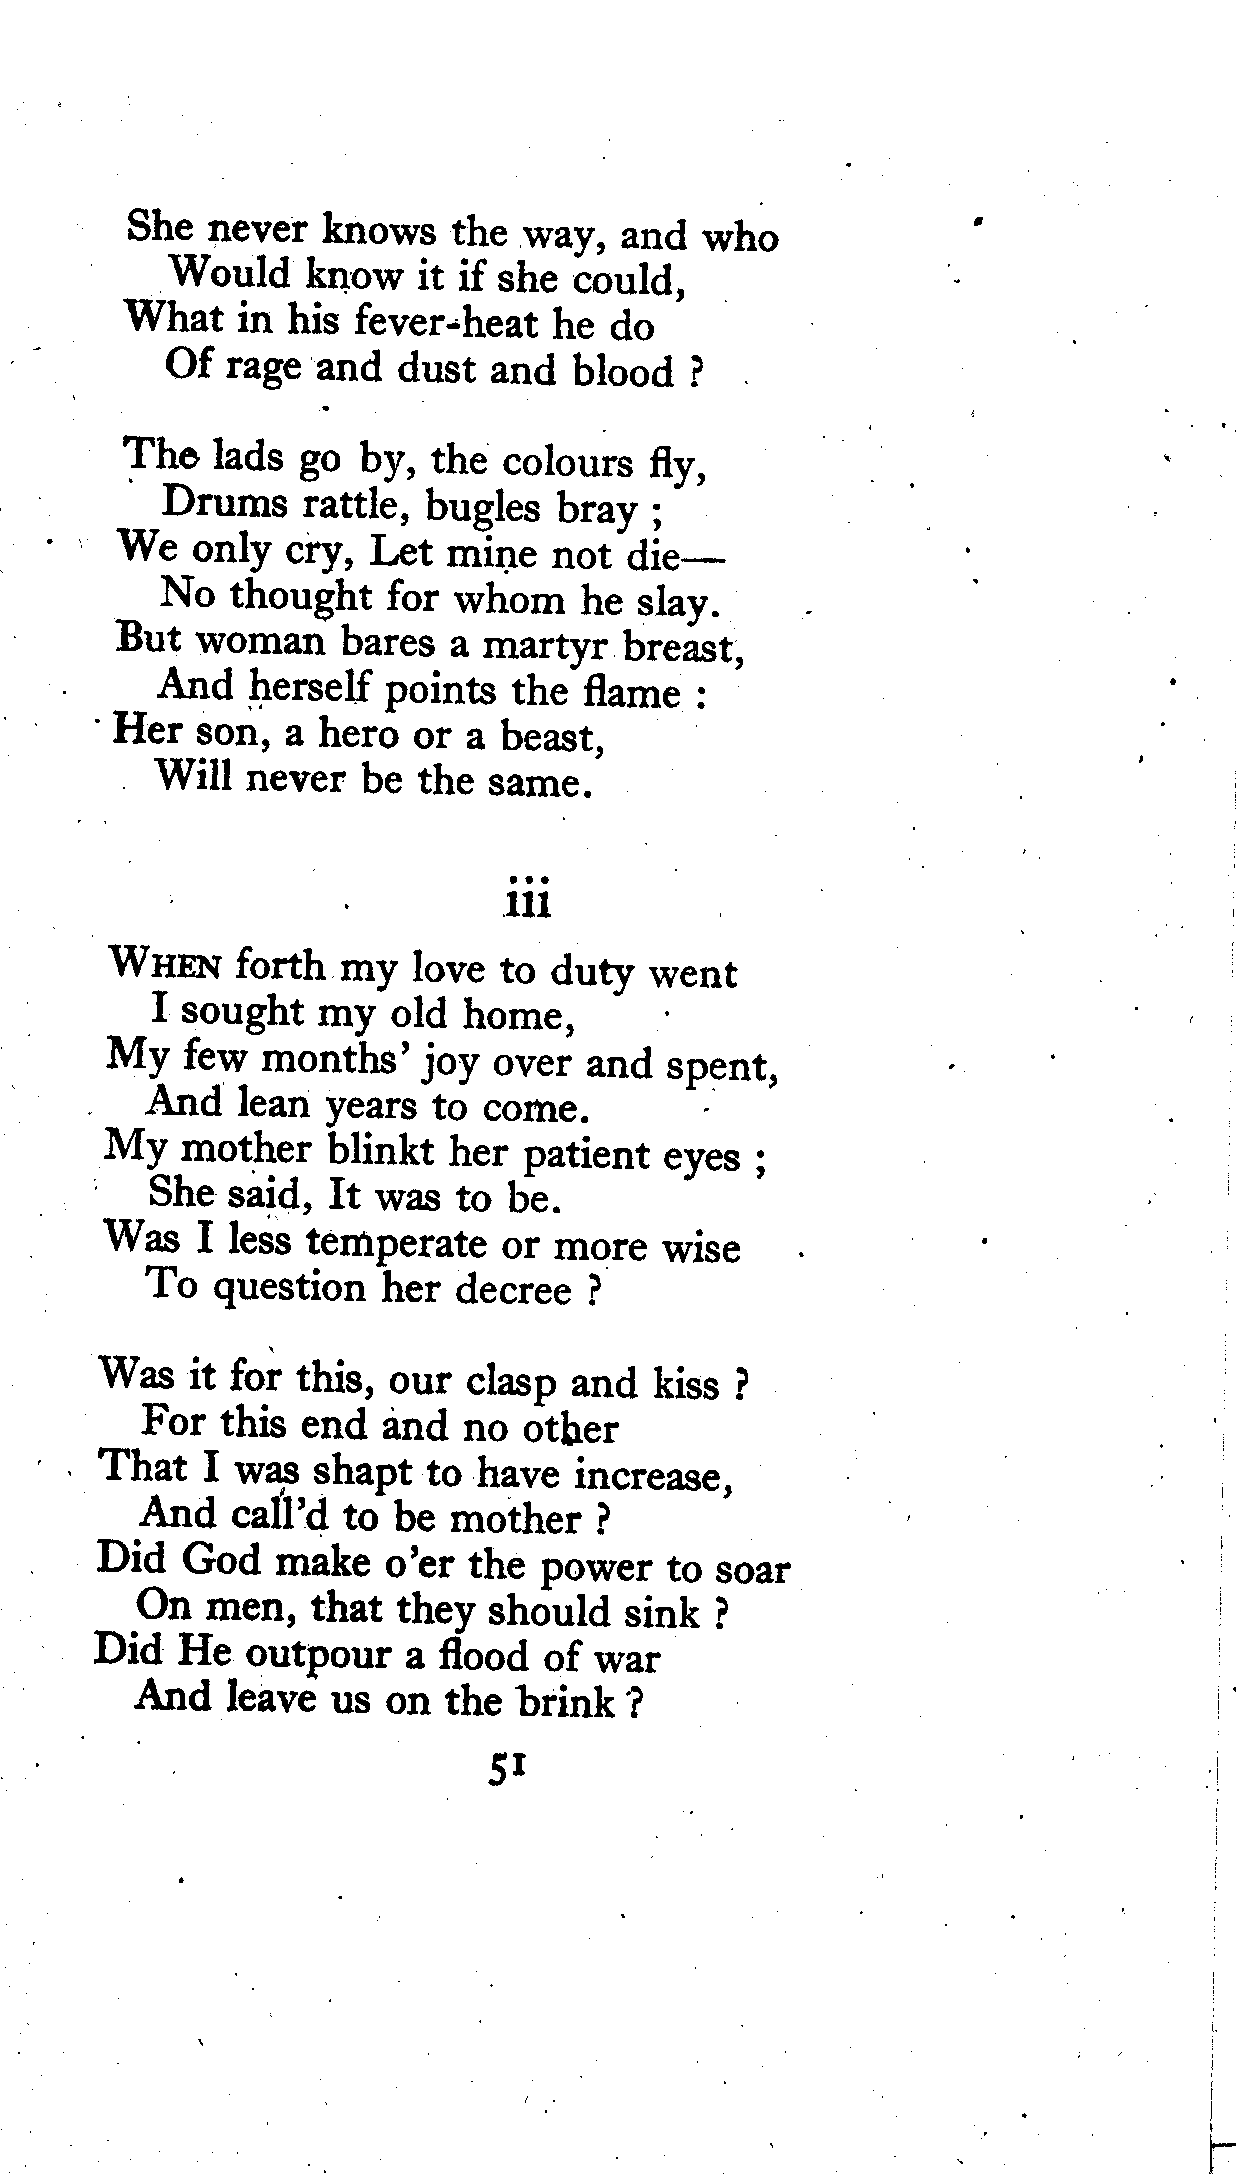 She never knows the way, and who
Would know it if she could,
What in his fever-heat he do
Of rage and dust and blood ?
The lads go by, the colours fly,
Drums rattle, bugles bray ;
We only cry, Let mine not die—
No thought for whom he slay.
But woman bares a martyr breast,
And herself points the flame :
Her son, a hero or a beast,
Will never be the same.
iii
WHEN forth my love to duty went
I sought my old home,
My few months' joy over and spent,
And lean years to come.
My mother blinkt her patient eyes ;
She said, It was to be.
Was I less temperate or more wise
To question her decree ?
Was it for this, our clasp and kiss ?
For this end and no other
That I was shapt to have increase,
And call'd to be mother ?
Did God make o'er the power to soar
On men, that they should sink ?
Did He outpour a flood of war
And leave us on the brink ?
51